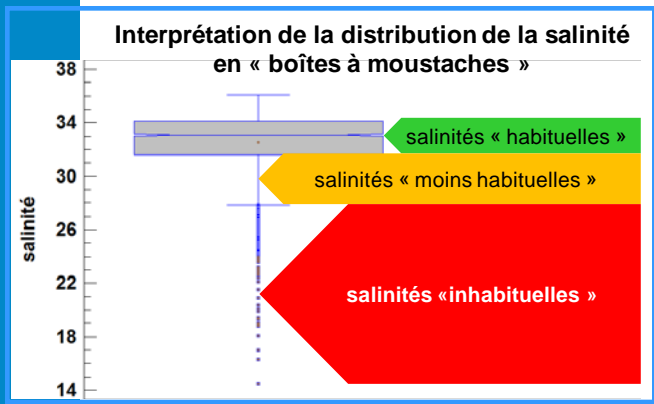 Interprétation de la distribution de la salinité
en « boîtes à moustaches »
38
34
salinités « habituelles »
30
salinités « moins habituelles »
salinité
26
22
salinités «inhabituelles »
18
14